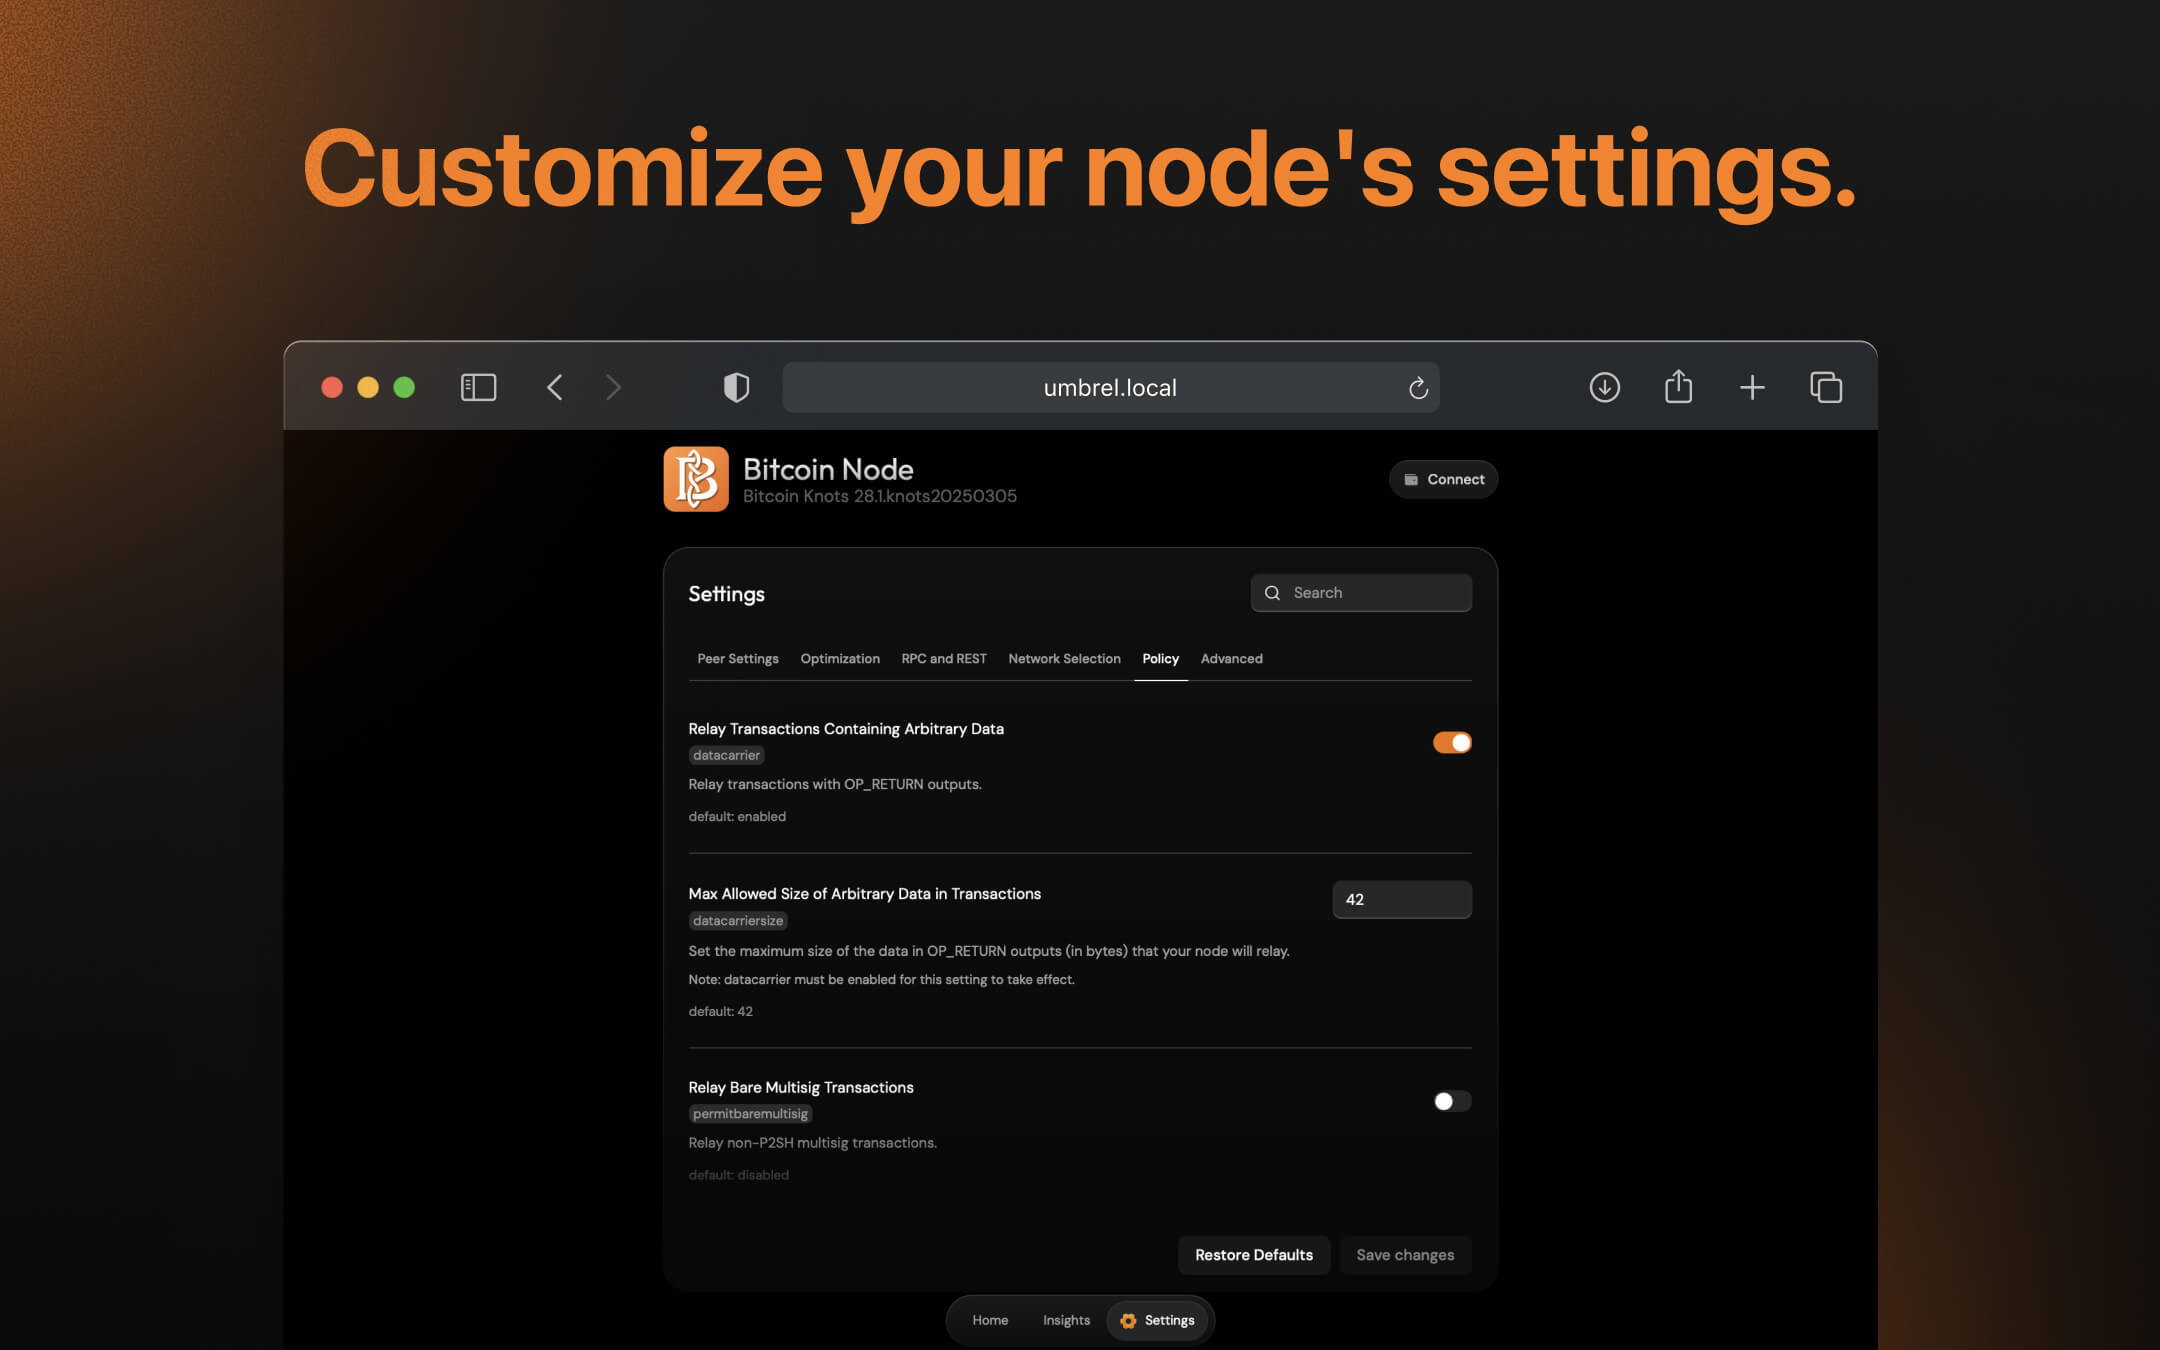 Customize your node's settings.
umbrel.local
Bitcoin Node
Bitcoin Knots 28.1.knots20250305
Connect
Settings
Search
Peer Settings Optimization RPC and REST Network Selection Policy Advanced
Relay Transactions Containing Arbitrary Data
datacarrier
Relay transactions with OP_RETURN outputs.
default: enabled
Max Allowed Size of Arbitrary Data in Transactions
42
datacarriersize
Set the maximum size of the data in OP_RETURN outputs (in bytes) that your node will relay.
Note: datacarrier must be enabled for this setting to take effect.
default: 42
Relay Bare Multisig Transactions
permitbaremultisig
Relay non-P2SH multisig transactions.
default: disabled
Restore Defaults Save changes
Home Insights Settings